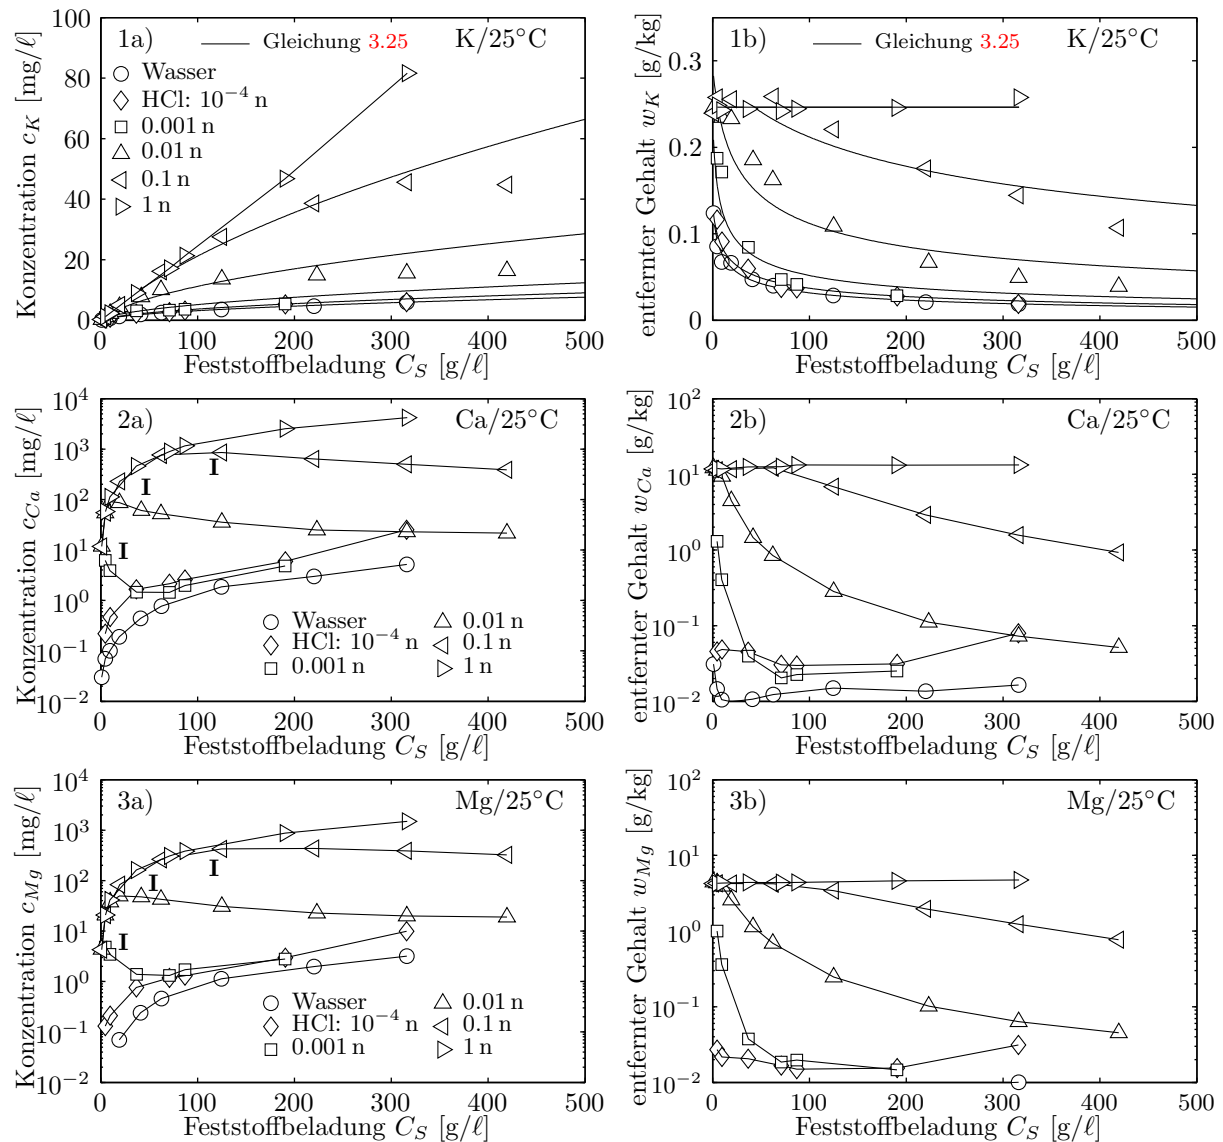 1a)
Gleichung 3.25
K/25°C
Wasser
HCl: 10⁻⁴ n
0.001 n
0.01 n
0.1 n
1 n
100
80
60
40
20
0
Konzentration c_K [mg/ℓ]
0 100 200 300 400 500
Feststoffbeladung C_S [g/ℓ]
1b)
Gleichung 3.25
K/25°C
0.3
0.2
0.1
0
entfernter Gehalt w_K [g/kg]
0 100 200 300 400 500
Feststoffbeladung C_S [g/ℓ]
2a)
Ca/25°C
I
I
I
Wasser
HCl: 10⁻⁴ n
0.001 n
0.01 n
0.1 n
1 n
10⁴
10³
10²
10¹
10⁰
10⁻¹
10⁻²
Konzentration c_Ca [mg/ℓ]
0 100 200 300 400 500
Feststoffbeladung C_S [g/ℓ]
2b)
Ca/25°C
10²
10¹
10⁰
10⁻¹
10⁻²
entfernter Gehalt w_Ca [g/kg]
0 100 200 300 400 500
Feststoffbeladung C_S [g/ℓ]
3a)
Mg/25°C
I
I
I
Wasser
HCl: 10⁻⁴ n
0.001 n
0.01 n
0.1 n
1 n
10⁴
10³
10²
10¹
10⁰
10⁻¹
10⁻²
Konzentration c_Mg [mg/ℓ]
0 100 200 300 400 500
Feststoffbeladung C_S [g/ℓ]
3b)
Mg/25°C
10²
10¹
10⁰
10⁻¹
10⁻²
entfernter Gehalt w_Mg [g/kg]
0 100 200 300 400 500
Feststoffbeladung C_S [g/ℓ]